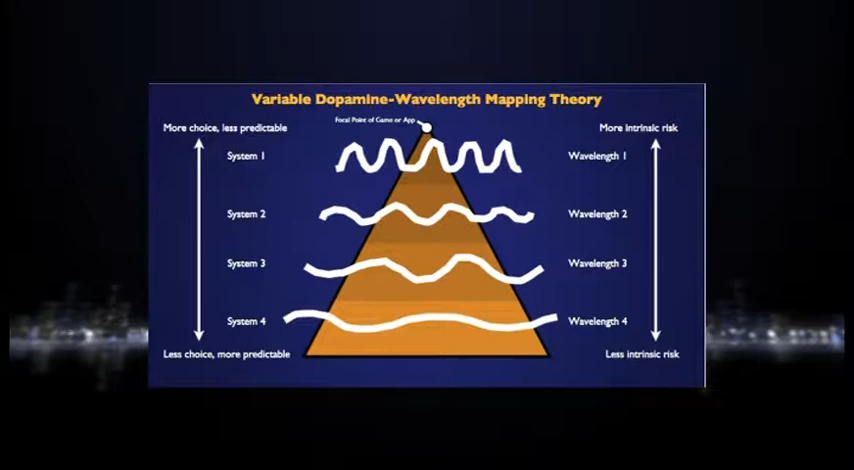 Variable Dopamine-Wavelength Mapping Theory
Focal Point of Game or App
More choice, less predictable
More intrinsic risk
System 1
Wavelength 1
System 2
Wavelength 2
System 3
Wavelength 3
System 4
Wavelength 4
Less choice, more predictable
Less intrinsic risk